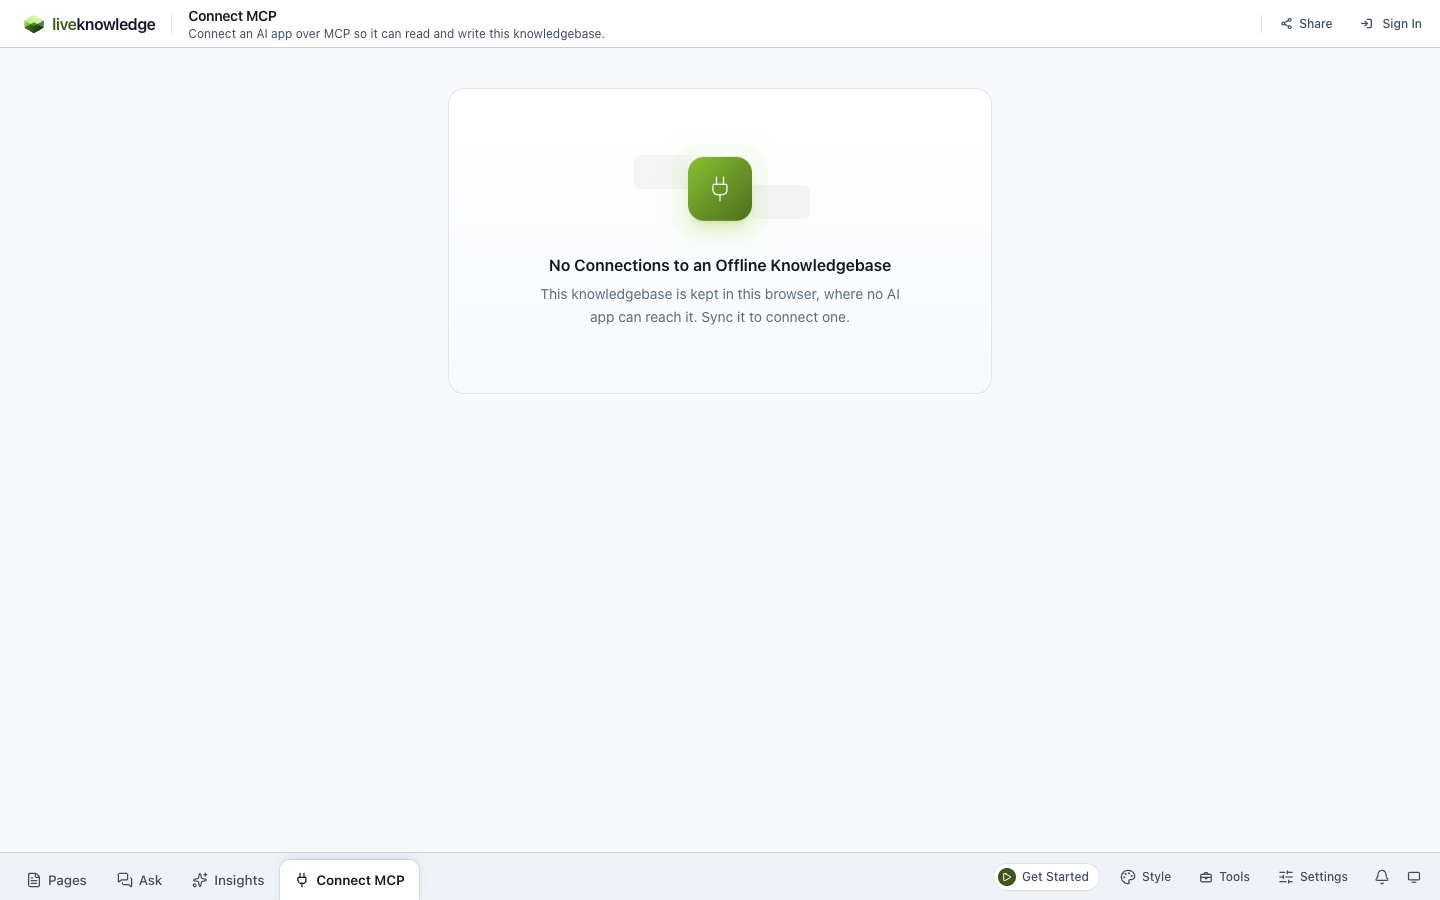 liveknowledge
Connect MCP
Connect an AI app over MCP so it can read and write this knowledgebase.
Share
Sign In
No Connections to an Offline Knowledgebase
This knowledgebase is kept in this browser, where no AI
app can reach it. Sync it to connect one.
Pages
Ask
Insights
Connect MCP
Get Started
Style
Tools
Settings